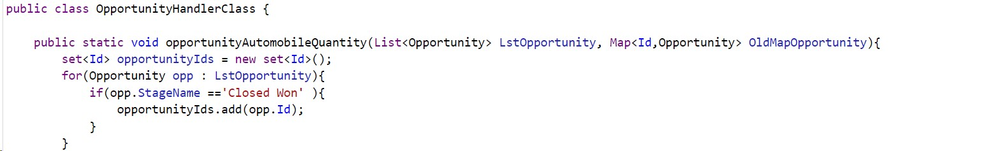 public class OpportunityHandlerClass {
public static void opportunityAutomobileQuantity(List<Opportunity> LstOpportunity, Map<Id,Opportunity> OldMapOpportunity){
set<Id> opportunityIds = new set<Id>();
for(Opportunity opp : LstOpportunity){
if(opp.StageName =='Closed Won' ){
opportunityIds.add(opp.Id);
}
}